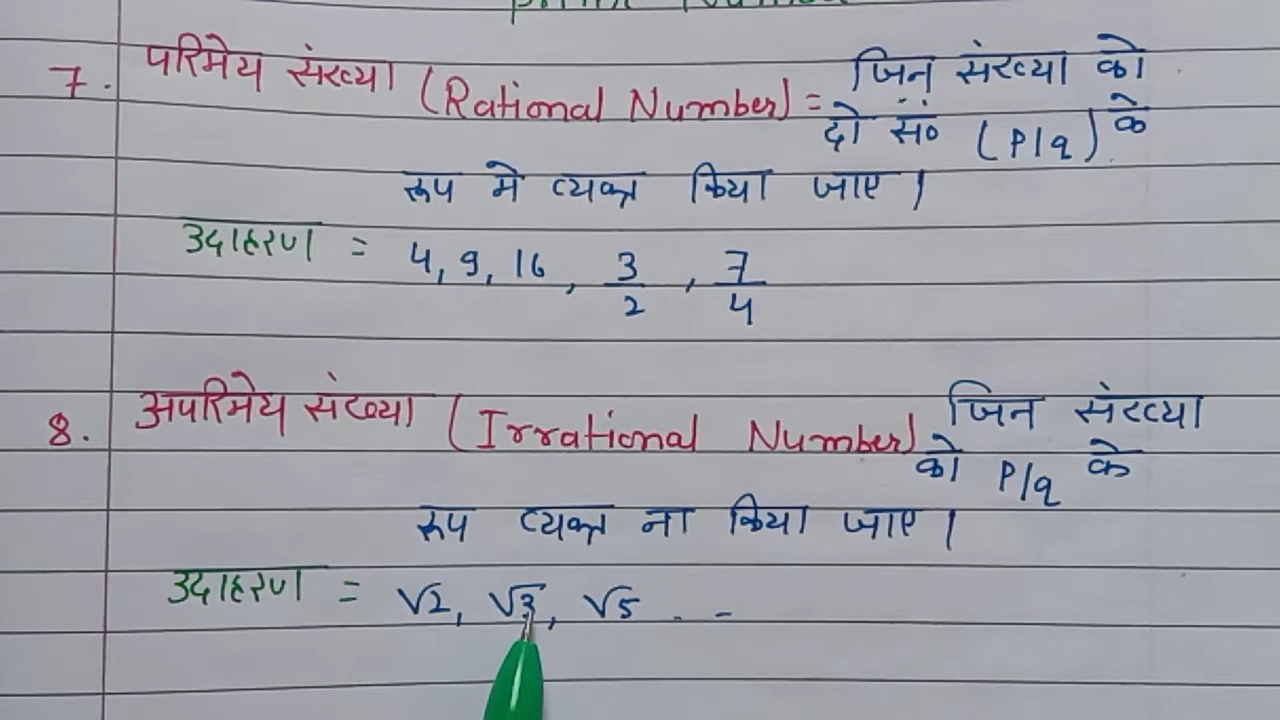 7. परिमेय संख्या (Rational Number) = जिन संख्या को
दो सं० (P/q) के
रूप मे व्यक्त किया जाए।
उदाहरण = 4, 9, 16, 3/2, 7/4
8. अपरिमेय संख्या (Irrational Number) जिन संख्या
को P/q के
रूप व्यक्त ना किया जाए।
उदाहरण = √2, √3, √5 . -